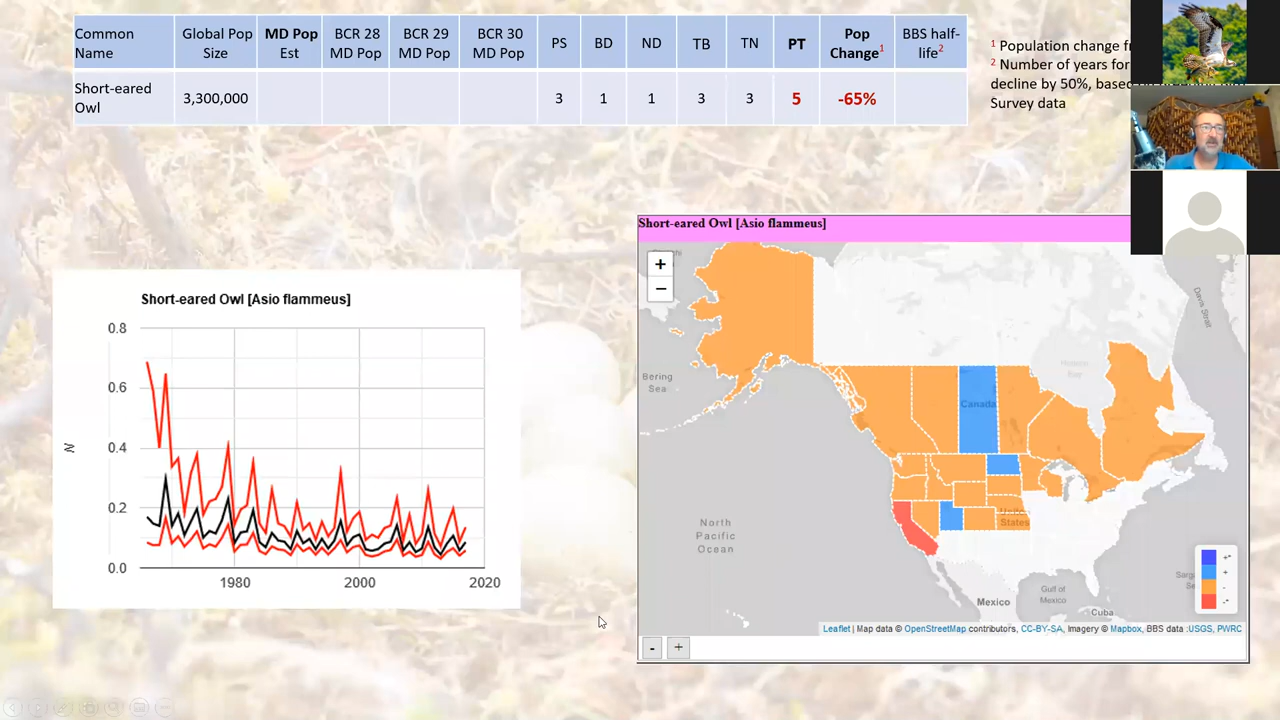 Common Name
Global Pop Size
MD Pop Est
BCR 28 MD Pop
BCR 29 MD Pop
BCR 30 MD Pop
PS
BD
ND
TB
TN
PT
Pop Change1
BBS half-life2
Short-eared Owl
3,300,000
3
1
1
3
3
5
-65%
1 Population change
2 Number of years for
decline by 50%, based
Survey data
Short-eared Owl [Asio flammeus]
0.8
0.6
0.4
0.2
0.0
N
1980
2000
2020
Short-eared Owl [Asio flammeus]
+
−
Bering Sea
Davis Strait
Hudson Bay
Canada
United States
North Pacific Ocean
Mexico
Gulf of Mexico
Cuba
+*
+
-
-*
Leaflet | Map data © OpenStreetMap contributors, CC-BY-SA, Imagery © Mapbox, BBS data :USGS, PWRC
-
+